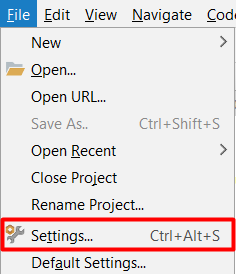 File Edit View Navigate Code
New
Open...
Open URL...
Save As.. Ctrl+Shift+S
Open Recent
Close Project
Rename Project...
Settings... Ctrl+Alt+S
Default Settings...